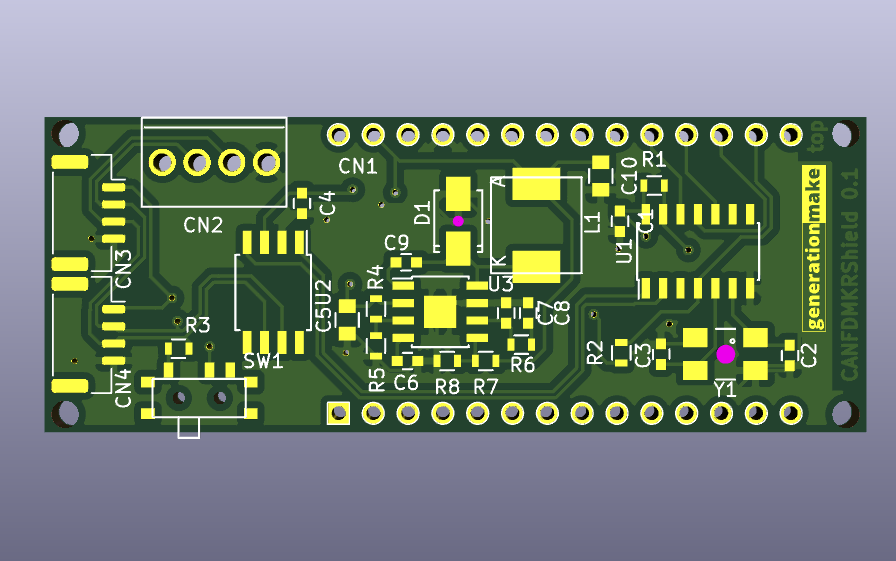 top
CN1
R1
C10
A
C4
D1
L1
C1
CN2
U1
C9
K
CN3
R4
U3
U2
C5
C7
C8
generationmake
CANFDMKRShield 0.1
R3
R6
R2
C3
C2
SW1
CN4
R5
C6
R8
R7
Y1